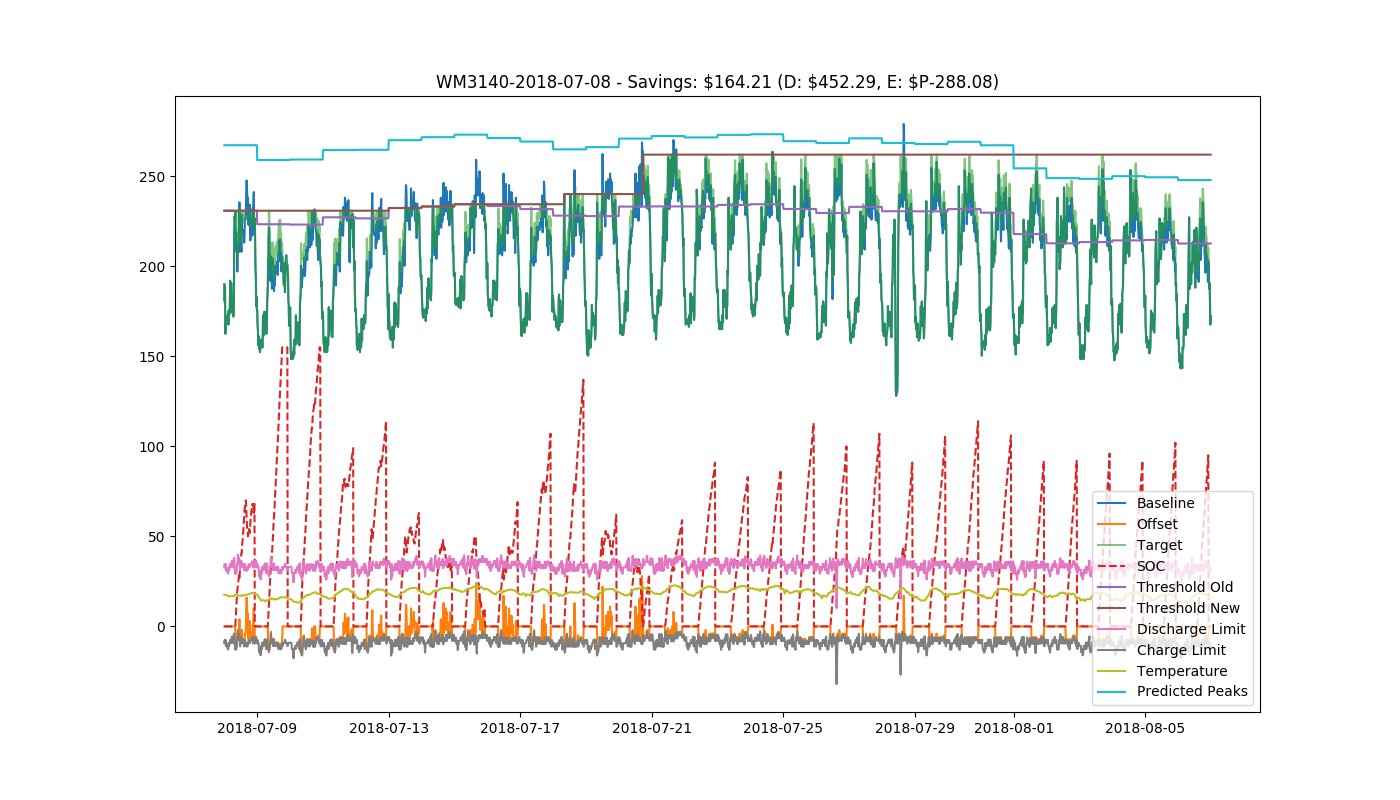 WM3140-2018-07-08 - Savings: $164.21 (D: $452.29, E: $P-288.08)
250
200
150
100
50
0
Baseline
Offset
Target
SOC
Threshold Old
Threshold New
Discharge Limit
Charge Limit
Temperature
Predicted Peaks
2018-07-09 2018-07-13 2018-07-17 2018-07-21 2018-07-25 2018-07-29 2018-08-01 2018-08-05